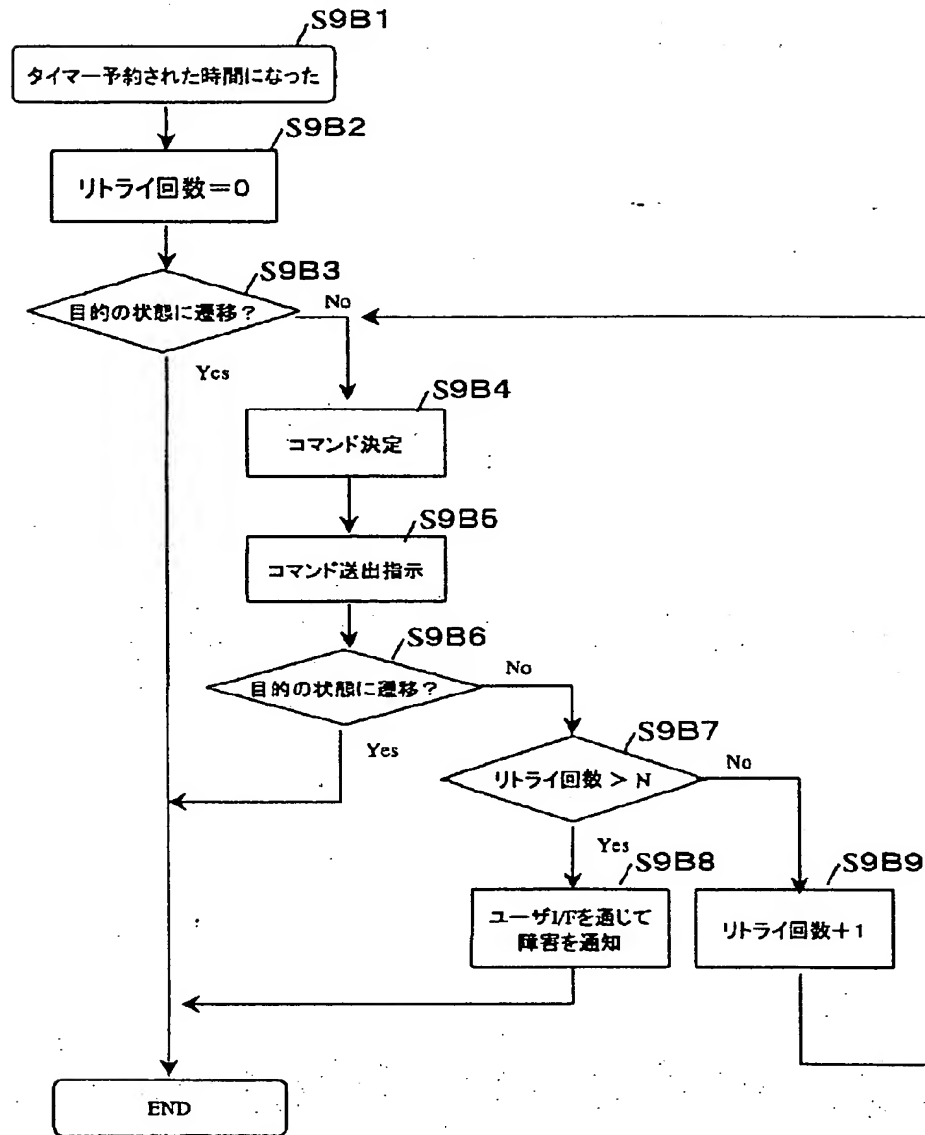 S9B1
タイマー予約された時間になった
S9B2
リトライ回数＝0
S9B3
目的の状態に遷移？
No
Yes
S9B4
コマンド決定
S9B5
コマンド送出指示
S9B6
目的の状態に遷移？
No
Yes
S9B7
リトライ回数 > N
No
Yes
S9B8
ユーザI/Fを通じて
障害を通知
S9B9
リトライ回数＋1
END